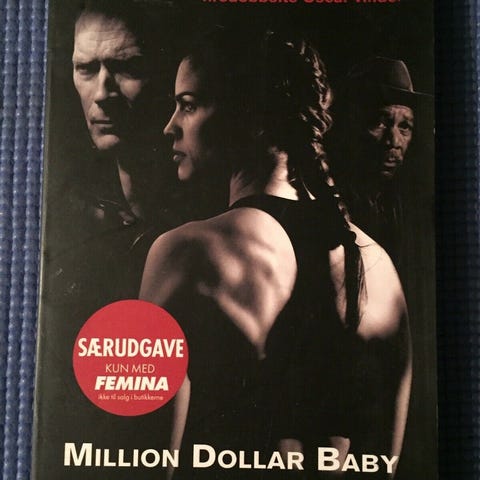 SÆRUDGAVE
KUN MED
FEMINA
ikke til salg i butikkerne
MILLION DOLLAR BABY